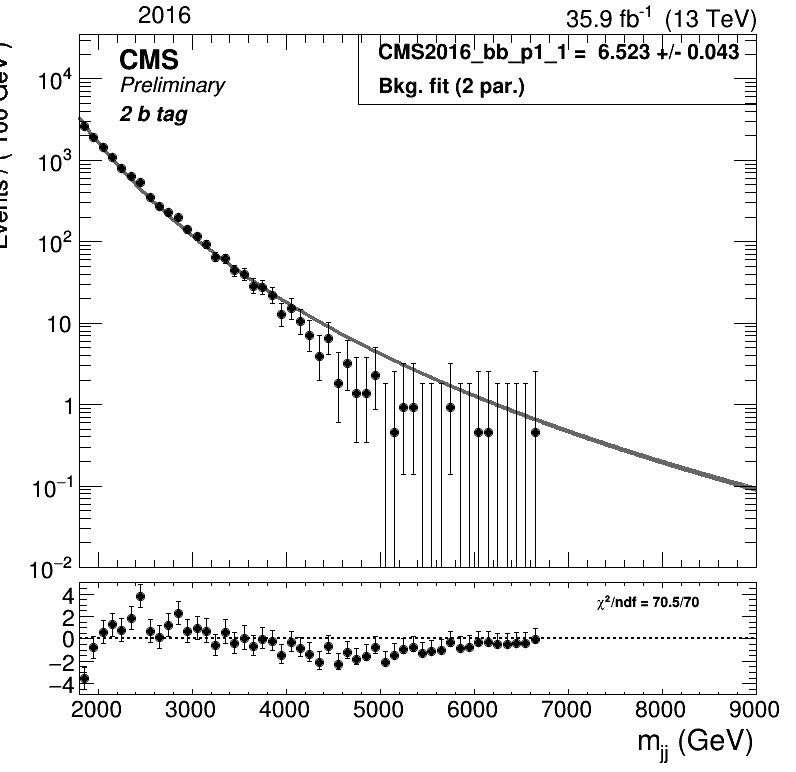 2016
35.9 fb⁻¹ (13 TeV)
CMS
Preliminary
2 b tag
CMS2016_bb_p1_1 = 6.523 +/- 0.043
Bkg. fit (2 par.)
10⁴
10³
10²
10
1
10⁻¹
10⁻²
χ²/ndf = 70.5/70
4
2
0
−2
−4
2000 3000 4000 5000 6000 7000 8000 9000
m_jj (GeV)